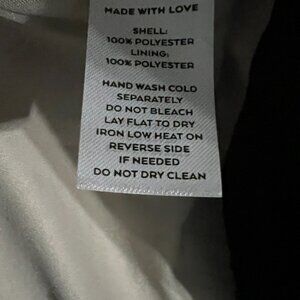 MADE WITH LOVE
SHELL:
100% POLYESTER
LINING:
100% POLYESTER
HAND WASH COLD
SEPARATELY
DO NOT BLEACH
LAY FLAT TO DRY
IRON LOW HEAT ON
REVERSE SIDE
IF NEEDED
DO NOT DRY CLEAN